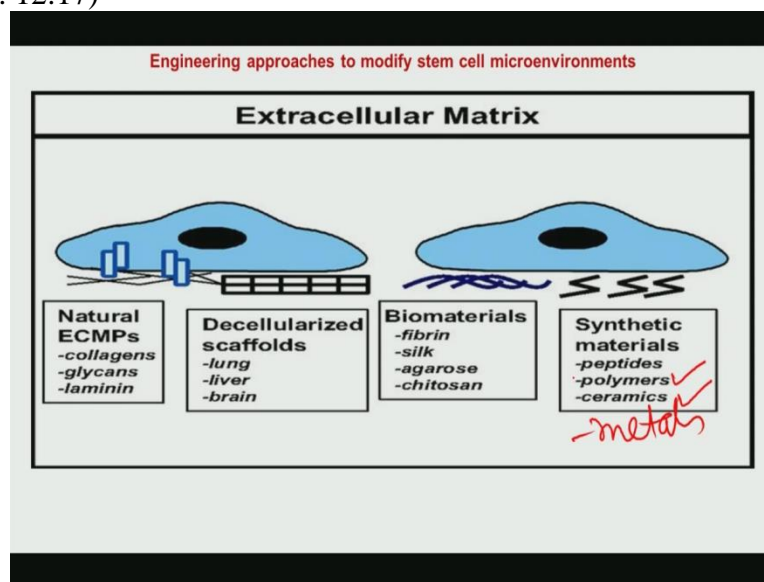 : 12:17)
Engineering approaches to modify stem cell microenvironments
Extracellular Matrix
Natural
ECMPs
-collagens
-glycans
-laminin
Decellularized
scaffolds
-lung
-liver
-brain
Biomaterials
-fibrin
-silk
-agarose
-chitosan
Synthetic
materials
-peptides
-polymers
-ceramics
-metals